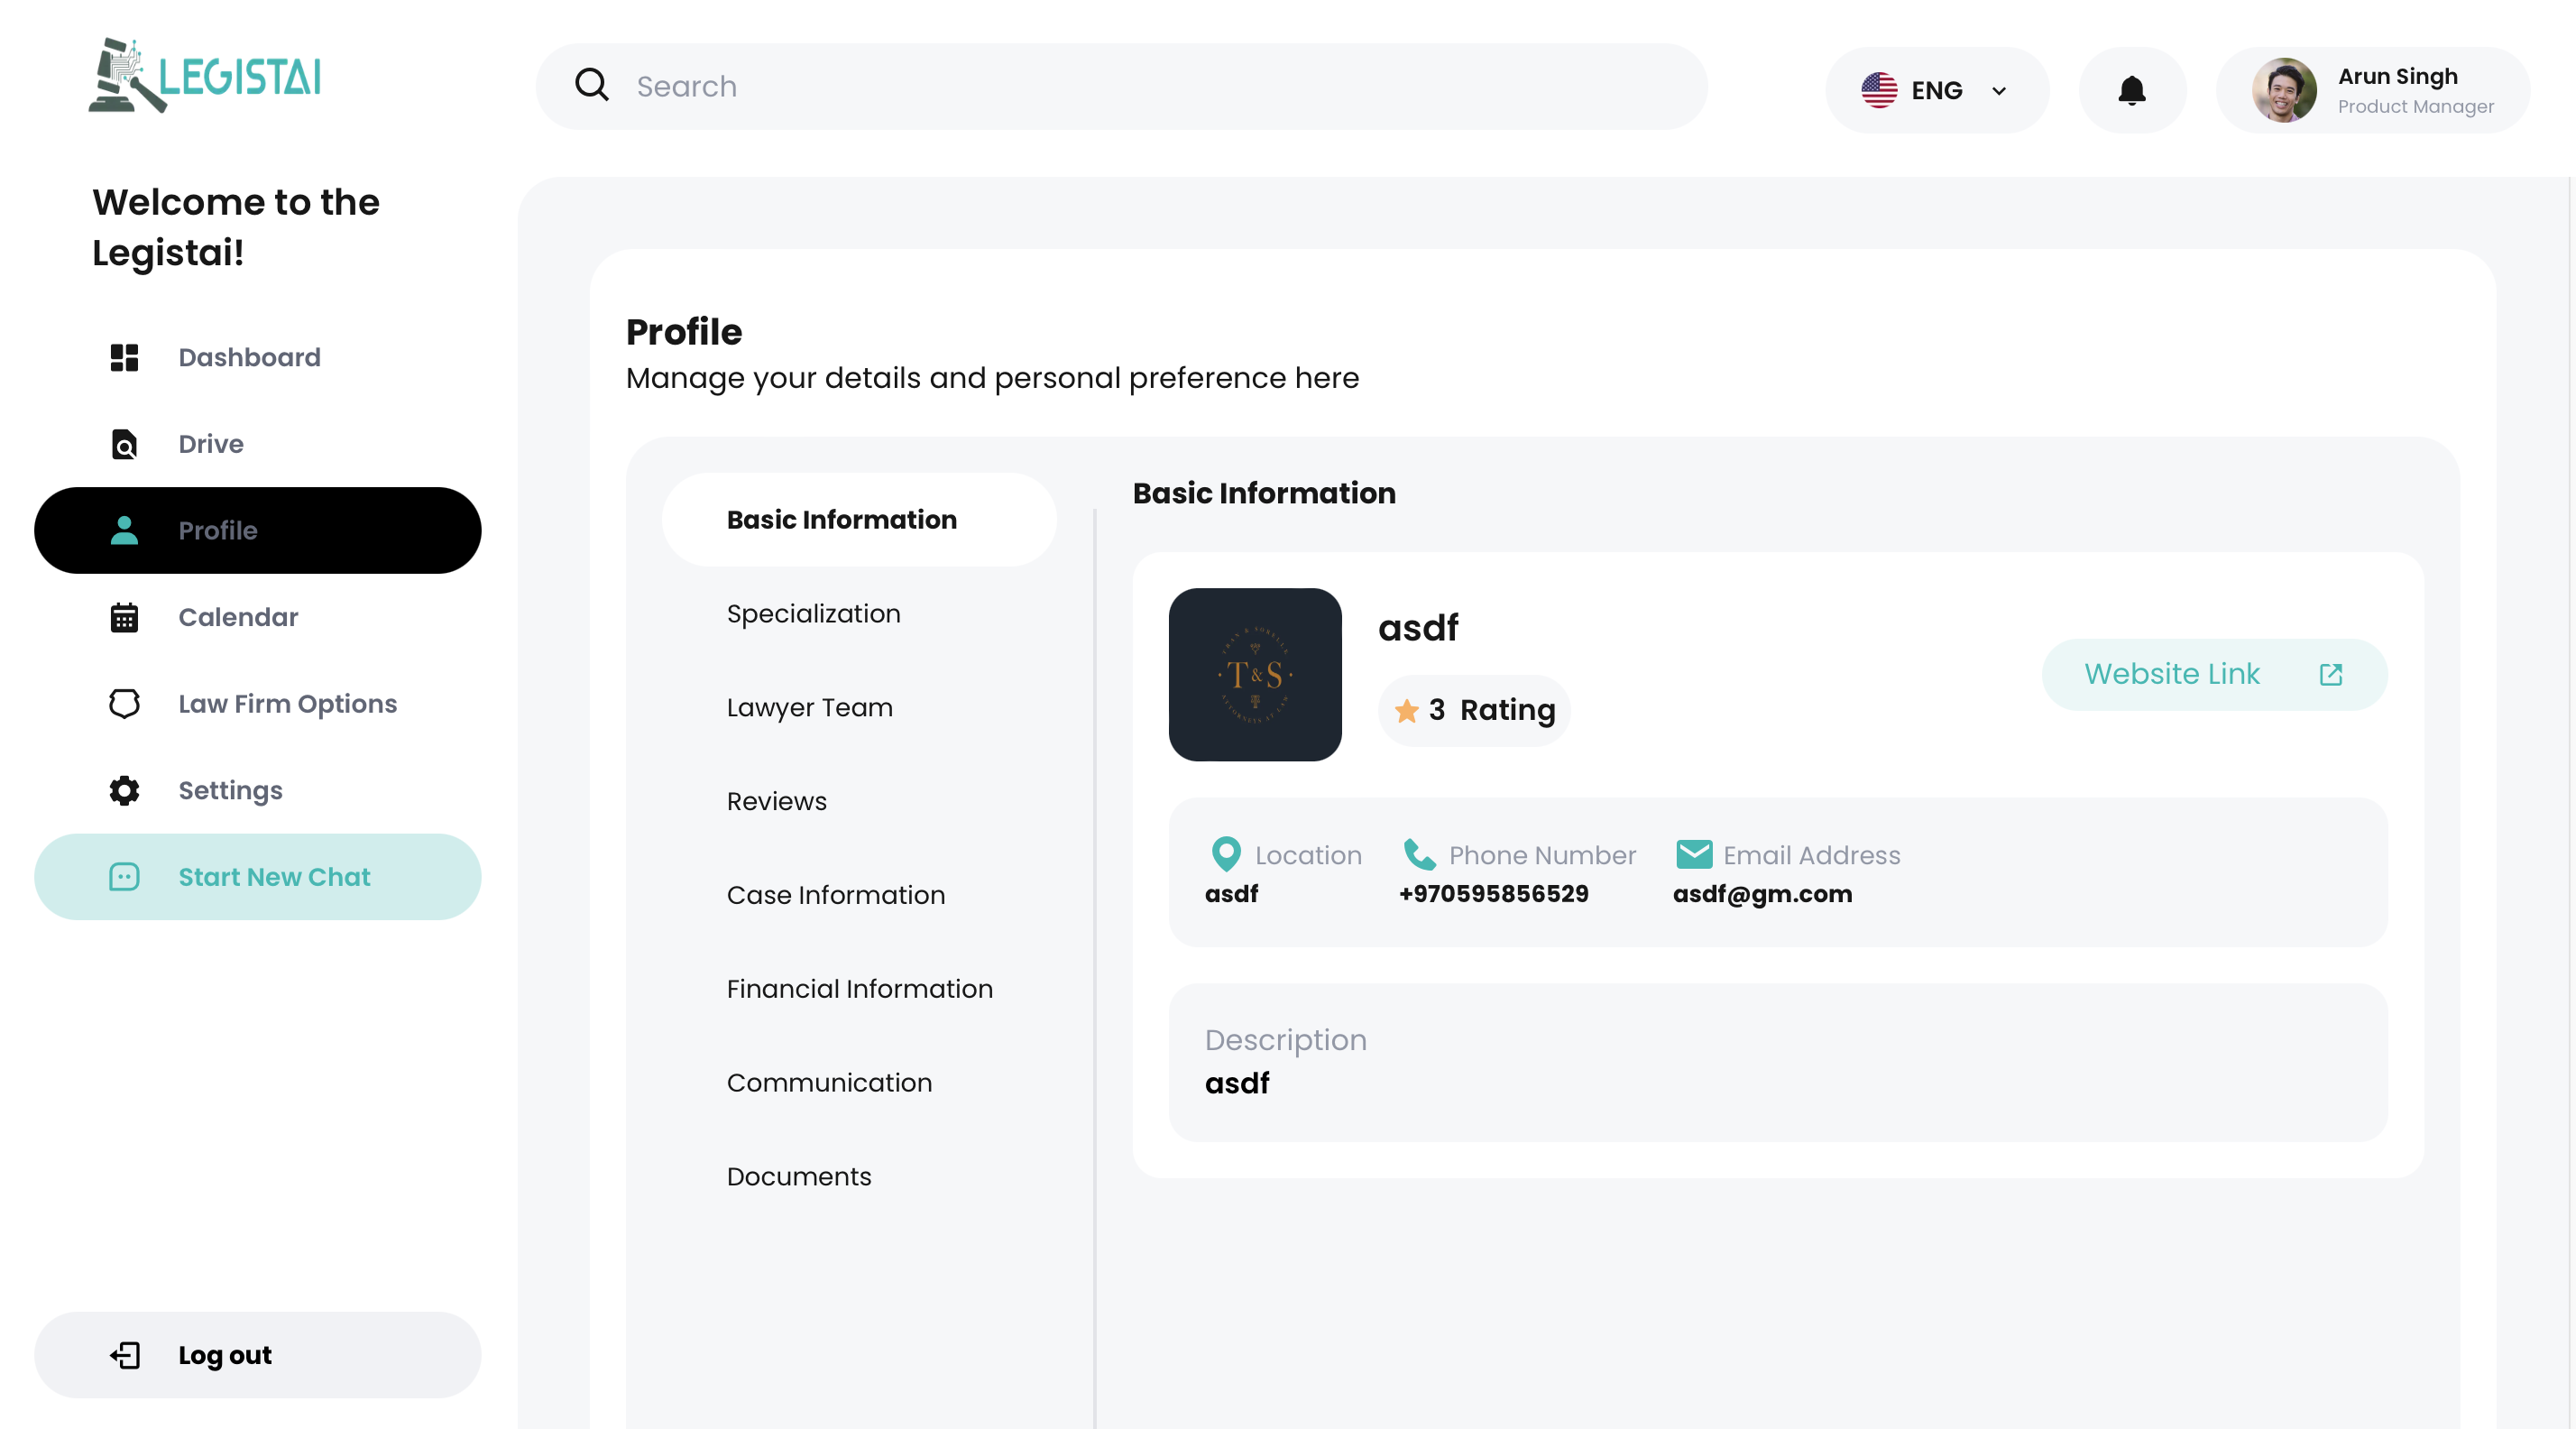 LEGISTAI
Search
ENG
Arun Singh
Product Manager
Welcome to the
Legistai!
Dashboard
Drive
Profile
Calendar
Law Firm Options
Settings
Start New Chat
Log out
Profile
Manage your details and personal preference here
Basic Information
Specialization
Lawyer Team
Reviews
Case Information
Financial Information
Communication
Documents
Basic Information
T&S
ATTORNEYS AT LAW
asdf
3 Rating
Website Link
Location
asdf
Phone Number
+970595856529
Email Address
asdf@gm.com
Description
asdf